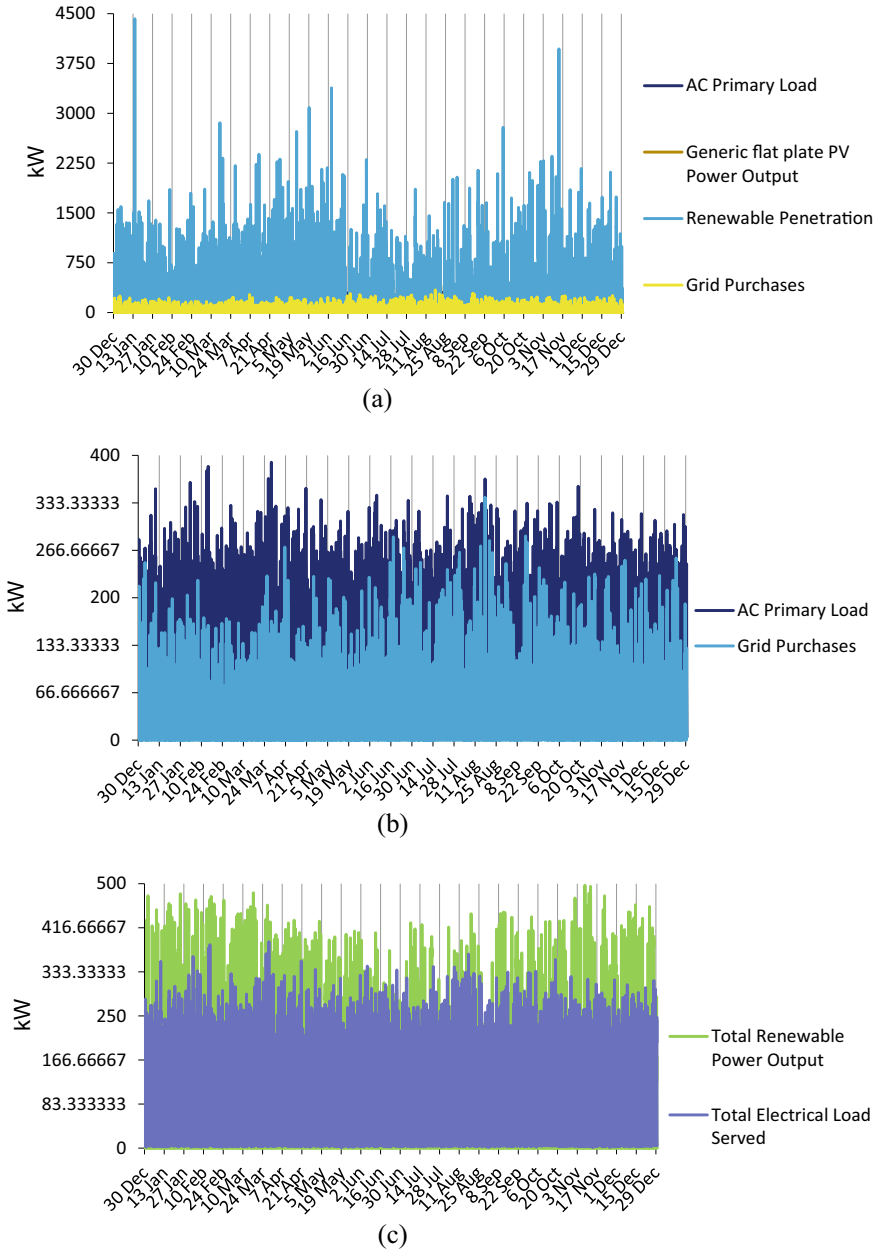 4500
3750
3000
2250
1500
750
0
kW
30 Dec
13 Jan
27 Jan
10 Feb
24 Feb
10 Mar
24 Mar
7 Apr
21 Apr
5 May
19 May
2 Jun
16 Jun
30 Jun
14 Jul
28 Jul
11 Aug
25 Aug
8 Sep
22 Sep
6 Oct
20 Oct
3 Nov
17 Nov
1 Dec
15 Dec
29 Dec
AC Primary Load
Generic flat plate PV
Power Output
Renewable Penetration
Grid Purchases
(a)
400
333.33333
266.66667
200
133.33333
66.666667
0
kW
30 Dec
13 Jan
27 Jan
10 Feb
24 Feb
10 Mar
24 Mar
7 Apr
21 Apr
5 May
19 May
2 Jun
16 Jun
30 Jun
14 Jul
28 Jul
11 Aug
25 Aug
8 Sep
22 Sep
6 Oct
20 Oct
3 Nov
17 Nov
1 Dec
15 Dec
29 Dec
AC Primary Load
Grid Purchases
(b)
500
416.66667
333.33333
250
166.66667
83.333333
0
kW
30 Dec
13 Jan
27 Jan
10 Feb
24 Feb
10 Mar
24 Mar
7 Apr
21 Apr
5 May
19 May
2 Jun
16 Jun
30 Jun
14 Jul
28 Jul
11 Aug
25 Aug
8 Sep
22 Sep
6 Oct
20 Oct
3 Nov
17 Nov
1 Dec
15 Dec
29 Dec
Total Renewable
Power Output
Total Electrical Load
Served
(c)